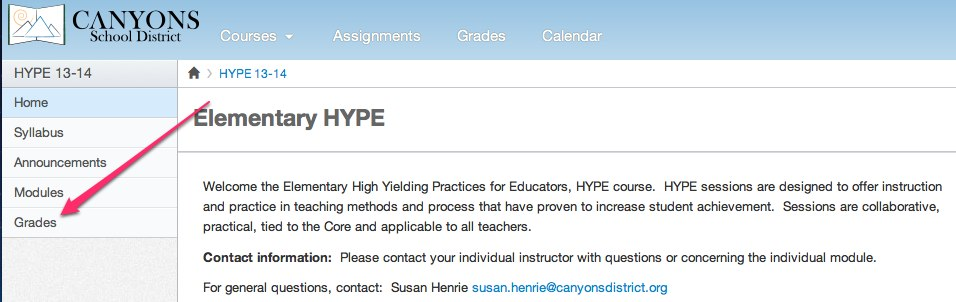 CANYONS
School District
Courses
Assignments
Grades
Calendar
HYPE 13-14
HYPE 13-14
Home
Syllabus
Announcements
Modules
Grades
Elementary HYPE
Welcome the Elementary High Yielding Practices for Educators, HYPE course. HYPE sessions are designed to offer instruction
and practice in teaching methods and process that have proven to increase student achievement. Sessions are collaborative,
practical, tied to the Core and applicable to all teachers.
Contact information: Please contact your individual instructor with questions or concerning the individual module.
For general questions, contact: Susan Henrie susan.henrie@canyonsdistrict.org